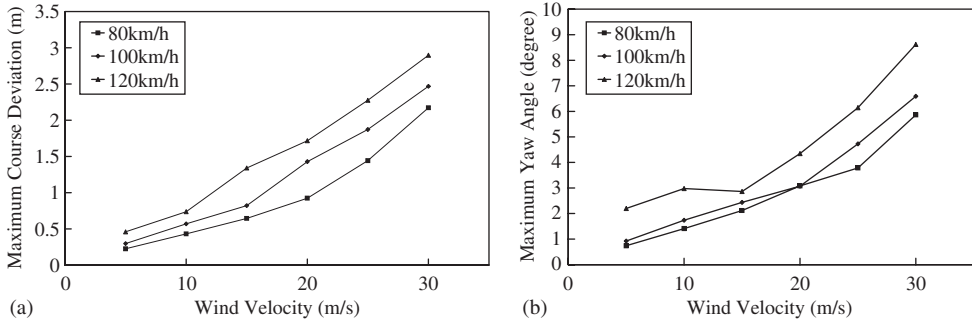 Maximum Course Deviation (m)
3.5
3
2.5
2
1.5
1
0.5
0
80km/h
100km/h
120km/h
0
10
20
30
Wind Velocity (m/s)
(a)
Maximum Yaw Angle (degree)
10
9
8
7
6
5
4
3
2
1
0
80km/h
100km/h
120km/h
0
10
20
30
Wind Velocity (m/s)
(b)